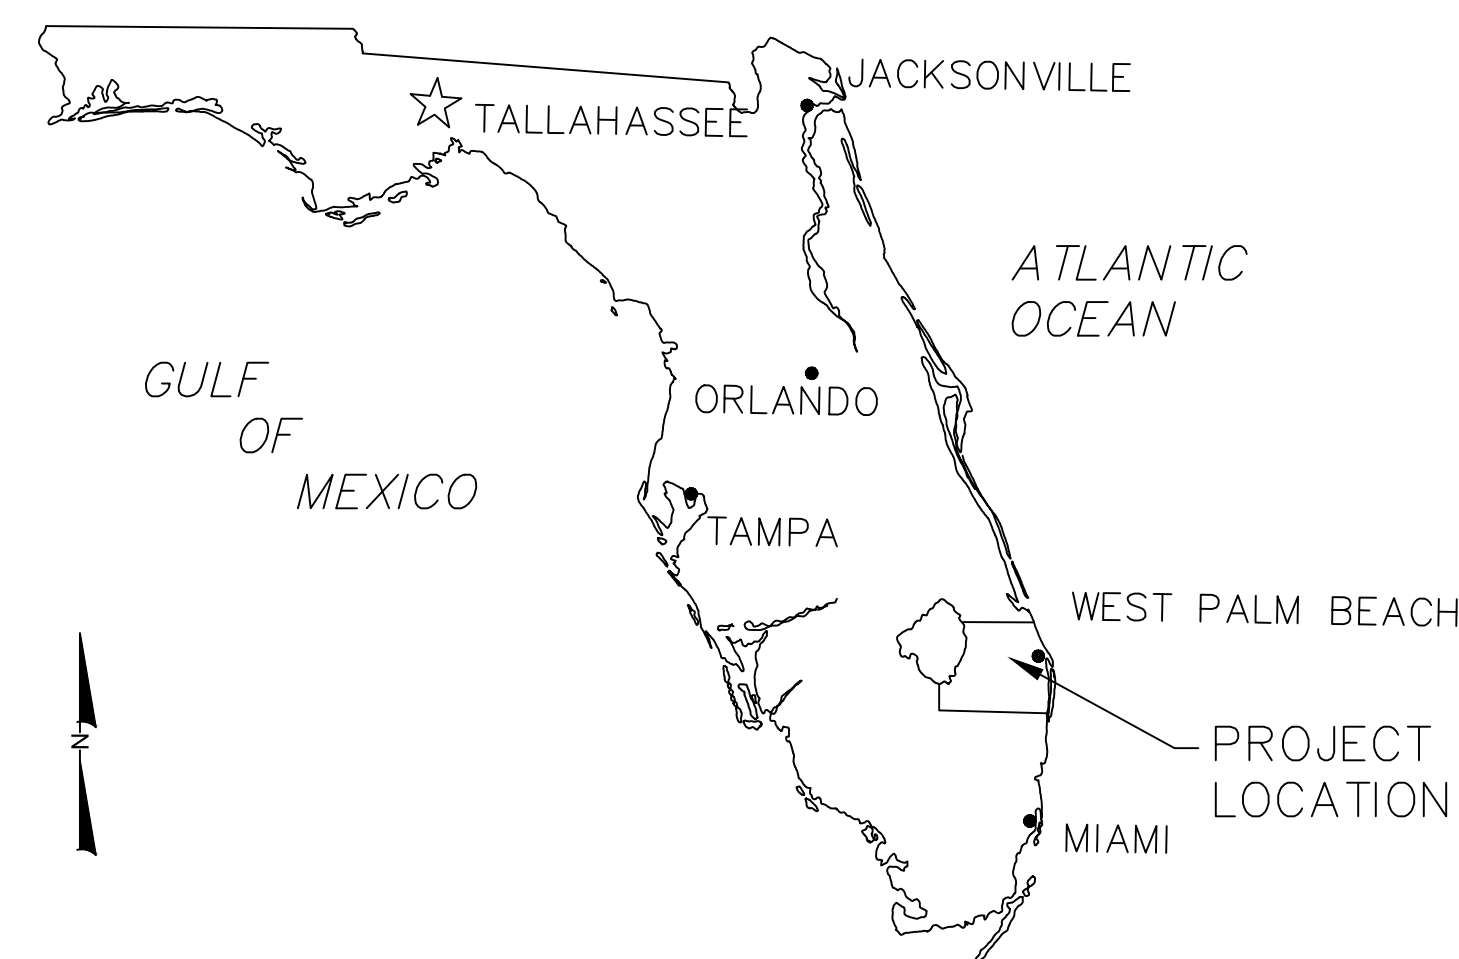 JACKSONVILLE
TALLAHASSEE
ATLANTIC
OCEAN
GULF
OF
MEXICO
ORLANDO
TAMPA
WEST PALM BEACH
N
PROJECT
LOCATION
MIAMI